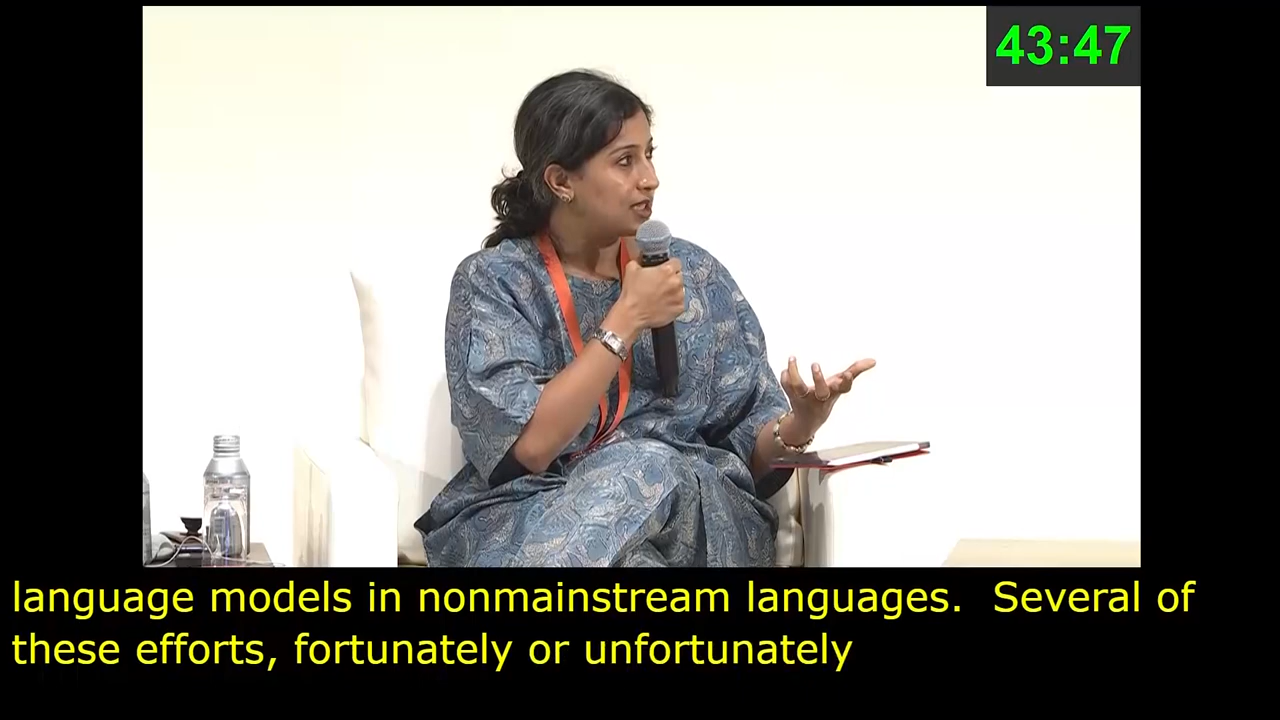 43:47
language models in nonmainstream languages.  Several of
these efforts, fortunately or unfortunately